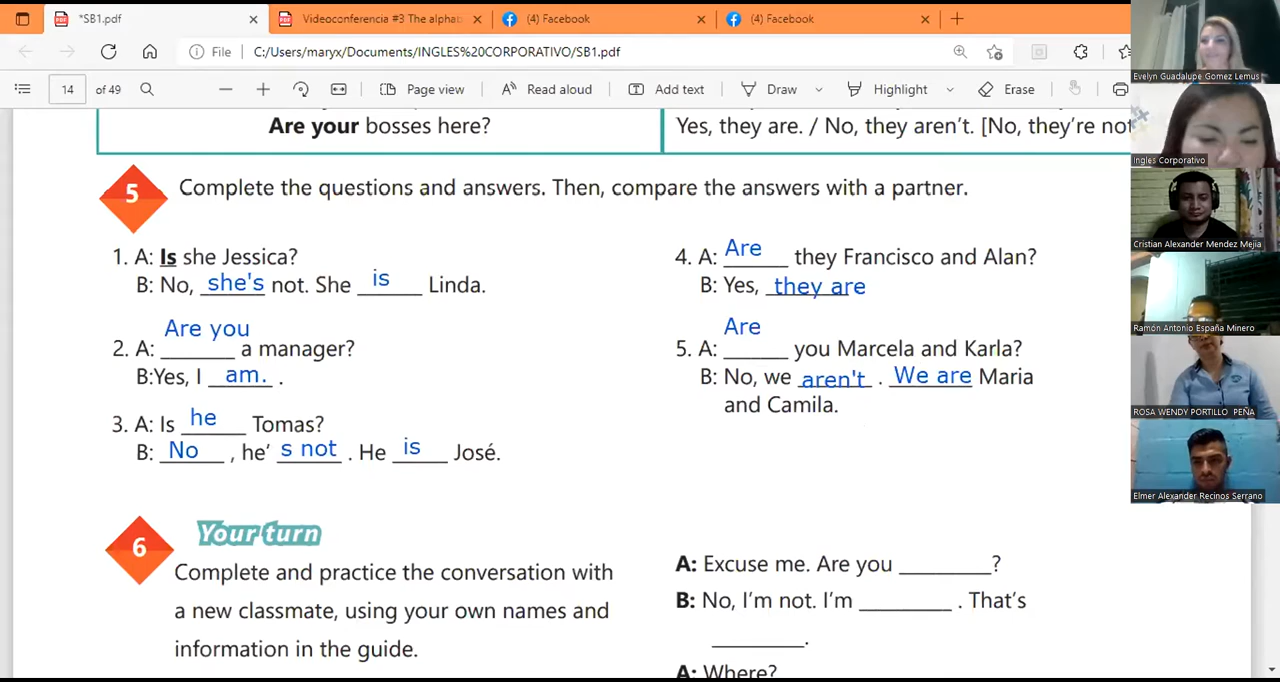 *SB1.pdf
Videoconferencia #3 The alphab
(4) Facebook
(4) Facebook
File C:/Users/maryx/Documents/INGLES%20CORPORATIVO/SB1.pdf
14 of 49 Page view Read aloud Add text Draw Highlight Erase
Are your bosses here?
Yes, they are. / No, they aren't. [No, they're not
5 Complete the questions and answers. Then, compare the answers with a partner.
1. A: Is she Jessica?
B: No, she's not. She is Linda.
2. A: Are you a manager?
B:Yes, I am. .
3. A: Is he Tomas?
B: No , he' s not . He is José.
4. A: Are they Francisco and Alan?
B: Yes, they are
5. A: Are you Marcela and Karla?
B: No, we aren't . We are Maria
and Camila.
6 Your turn
Complete and practice the conversation with
a new classmate, using your own names and
information in the guide.
A: Excuse me. Are you _________?
B: No, I'm not. I'm _________ . That's
_________.
A: Where?
Evelyn Guadalupe Gomez Lemus
Ingles Corporativo
Cristian Alexander Mendez Mejia
Ramón Antonio España Minero
ROSA WENDY PORTILLO PEÑA
Elmer Alexander Recinos Serrano